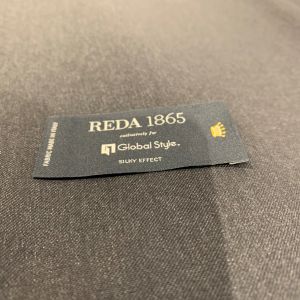 REDA 1865
exclusively for
Global Style.
SILKY EFFECT
FABRIC MADE IN ITALY